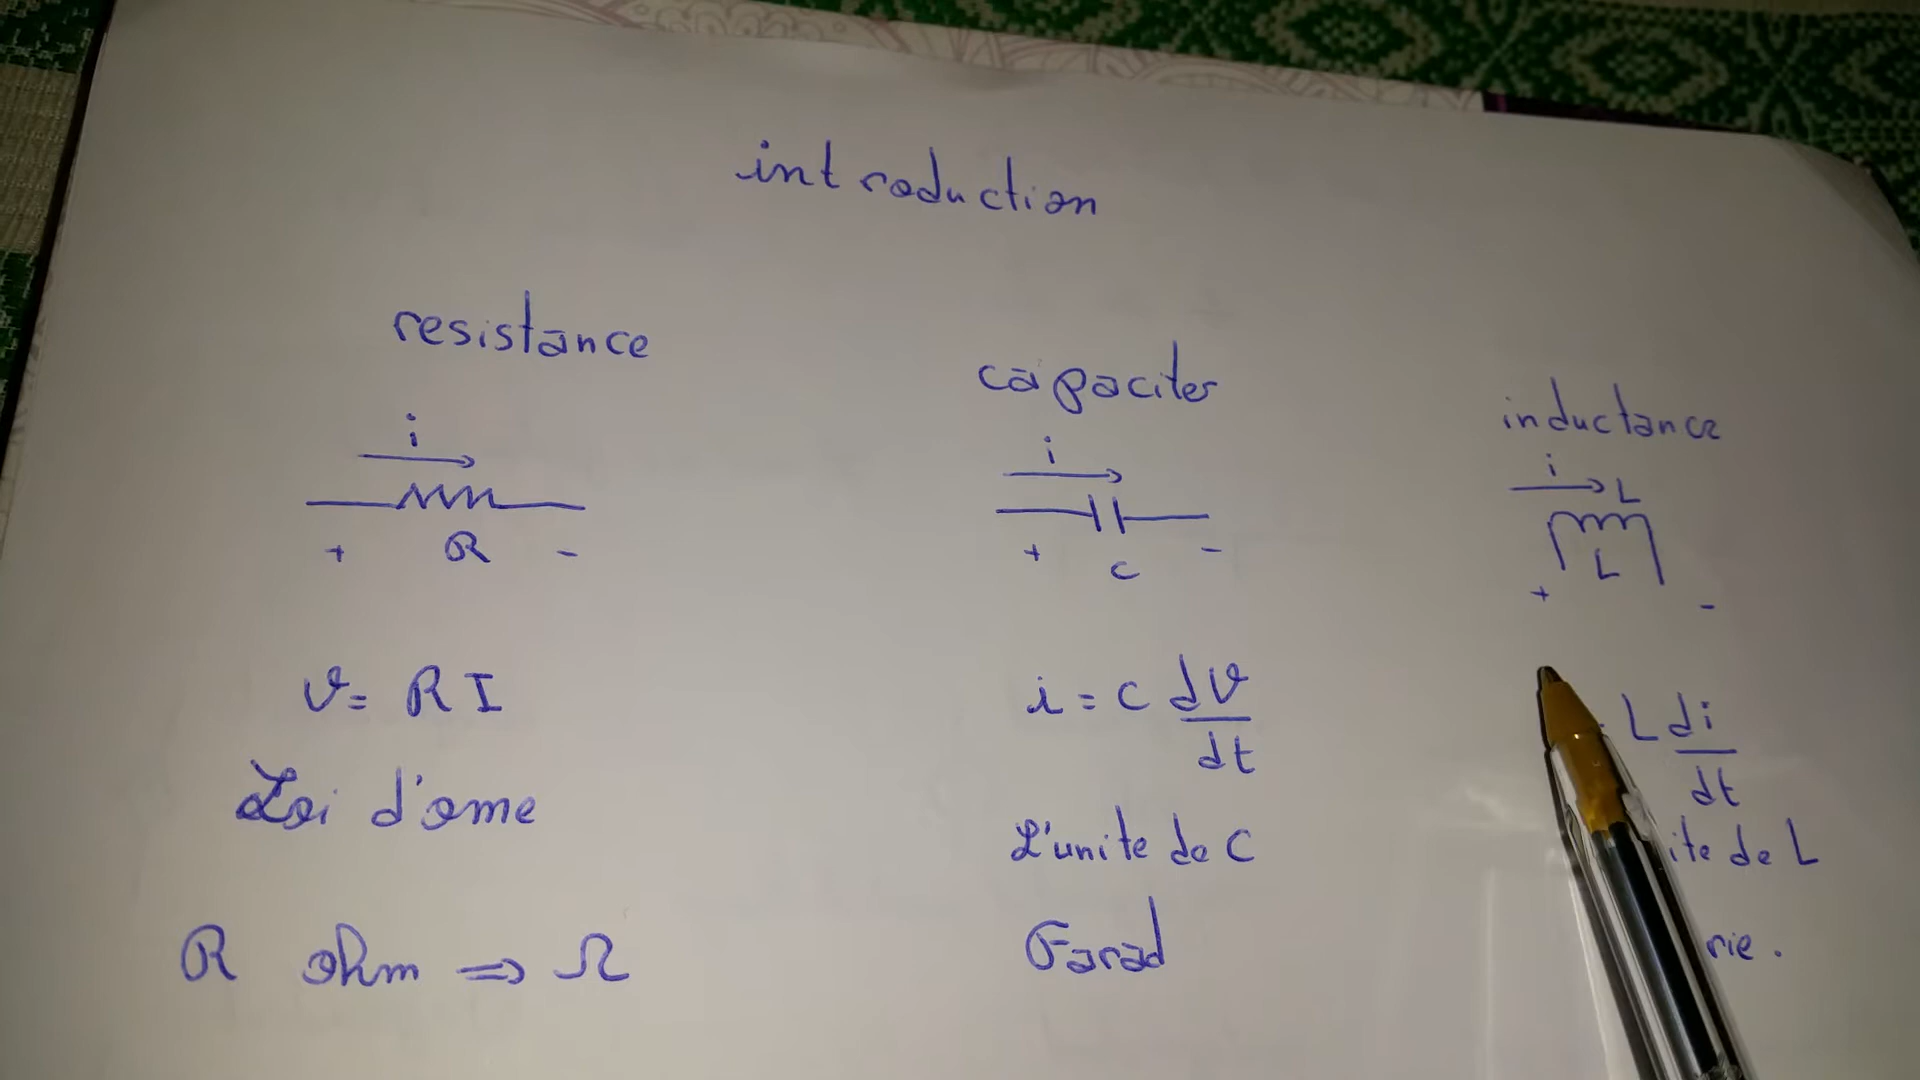 introduction
resistance
i
+ R -
v = R I
Loi d'ome
R ohm ⇒ Ω
capaciter
i
+ c -
i = c dv/dt
L'unite de C
Farad
inductance
i L
L
+ -
L di/dt
de L